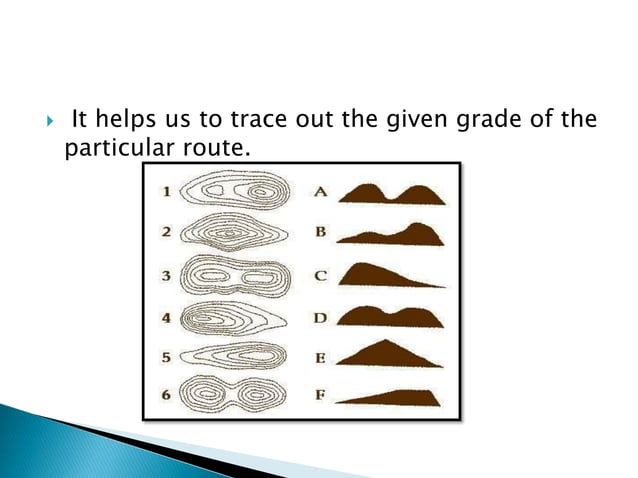 It helps us to trace out the given grade of the
particular route.
1 A
2 B
3 C
4 D
5 E
6 F